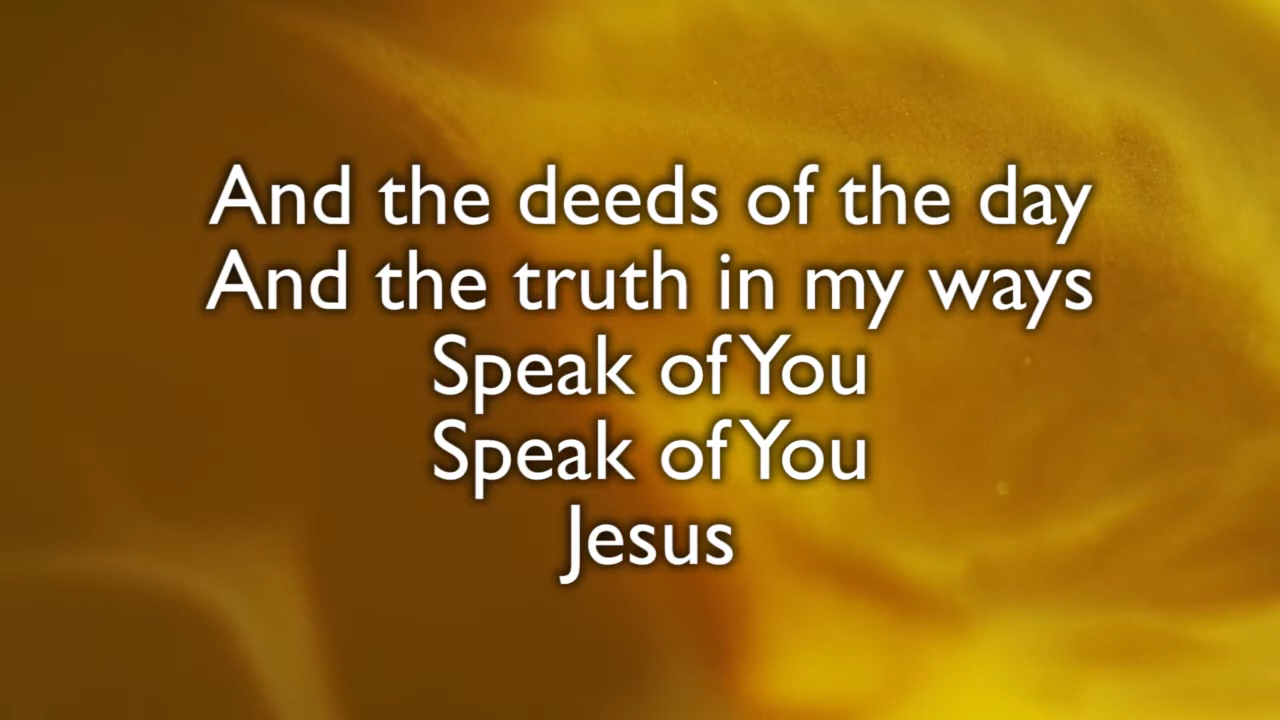 And the deeds of the day
And the truth in my ways
Speak of You
Speak of You
Jesus